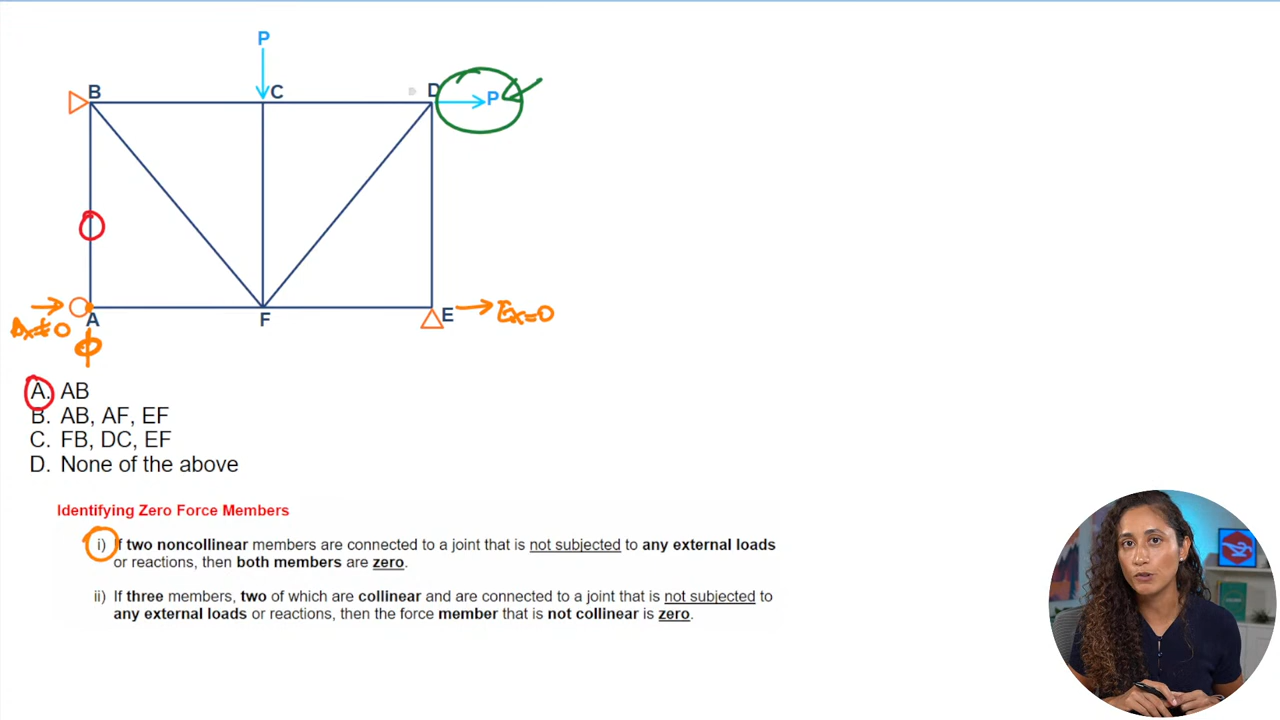 P
B
C
D
P
A
F
E
Ex=0
Ax≠0
A. AB
B. AB, AF, EF
C. FB, DC, EF
D. None of the above
Identifying Zero Force Members
i) If two noncollinear members are connected to a joint that is not subjected to any external loads
or reactions, then both members are zero.
ii) If three members, two of which are collinear and are connected to a joint that is not subjected to
any external loads or reactions, then the force member that is not collinear is zero.